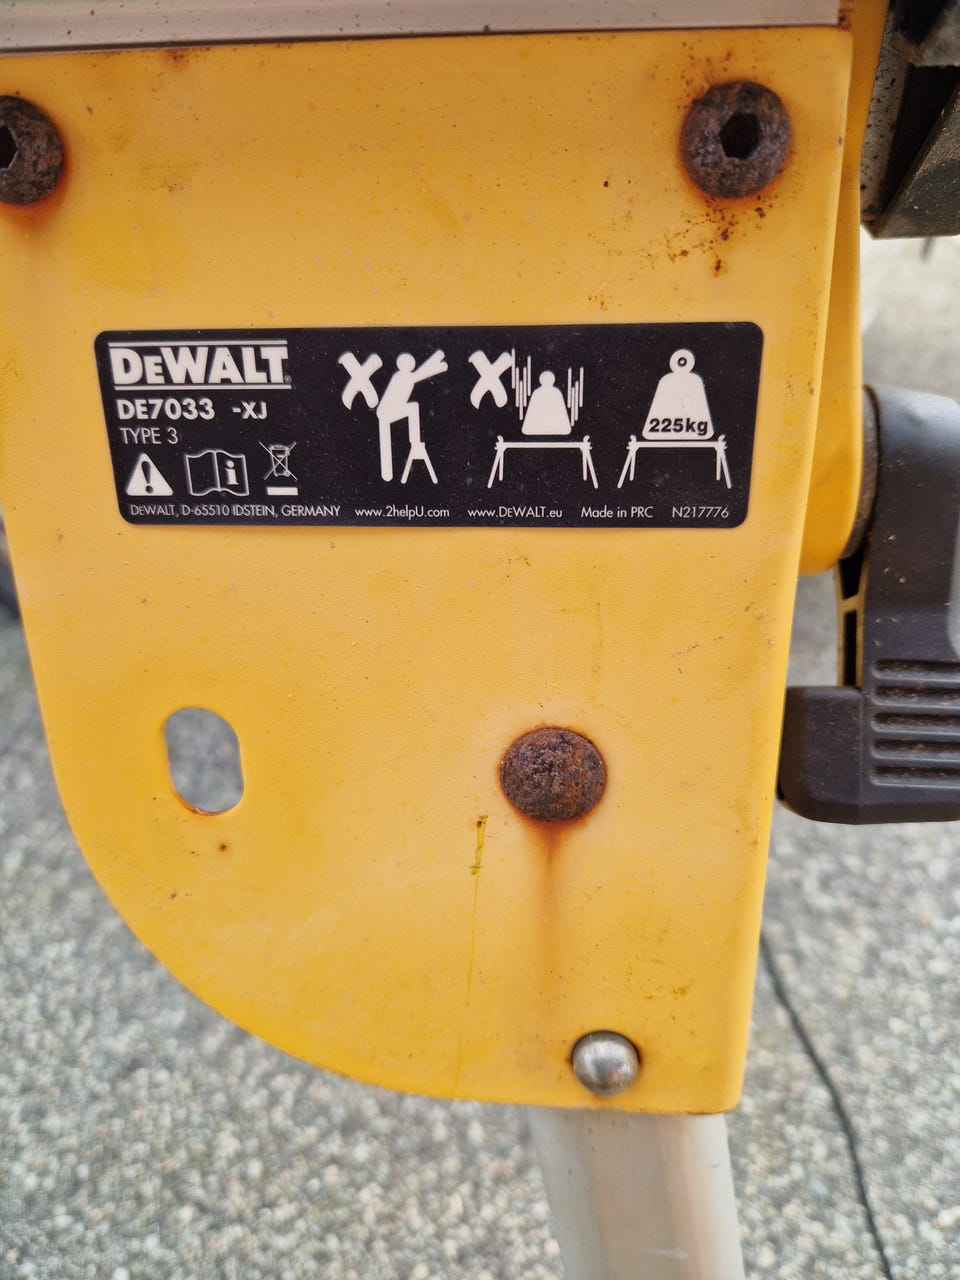 DEWALT
DE7033 -XJ
TYPE 3
225kg
DEWALT, D-65510 IDSTEIN, GERMANY www.2helpU.com www.DEWALT.eu Made in PRC N217776